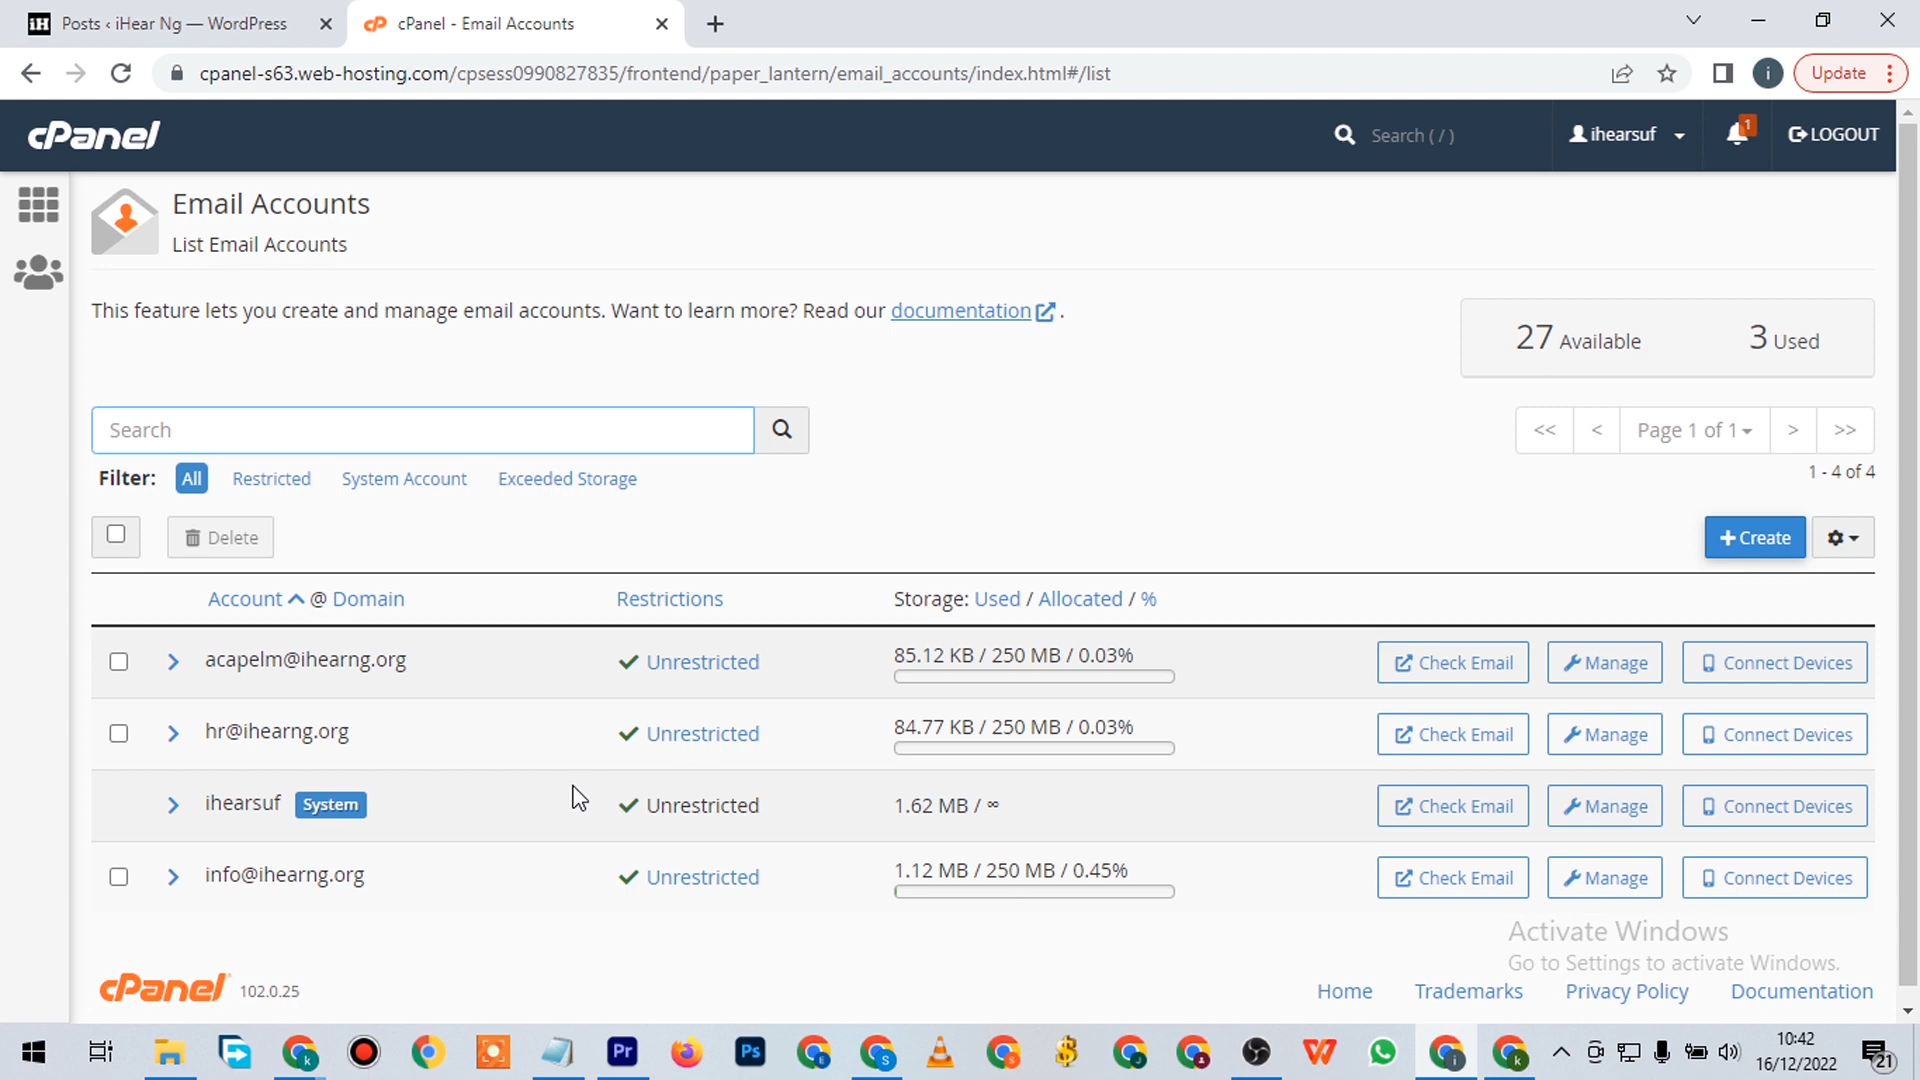 iH Posts ‹ iHear Ng — WordPress
cP cPanel - Email Accounts
cpanel-s63.web-hosting.com/cpsess0990827835/frontend/paper_lantern/email_accounts/index.html#/list
i
Update
cPanel
Search ( / )
ihearsuf
1
LOGOUT
Email Accounts
List Email Accounts
This feature lets you create and manage email accounts. Want to learn more? Read our documentation .
27 Available
3 Used
Search
<<
<
Page 1 of 1
>
>>
Filter: All Restricted System Account Exceeded Storage
1 - 4 of 4
Delete
Create
Account @ Domain
Restrictions
Storage: Used / Allocated / %
acapelm@ihearng.org
Unrestricted
85.12 KB / 250 MB / 0.03%
Check Email
Manage
Connect Devices
hr@ihearng.org
Unrestricted
84.77 KB / 250 MB / 0.03%
Check Email
Manage
Connect Devices
ihearsuf System
Unrestricted
1.62 MB / ∞
Check Email
Manage
Connect Devices
info@ihearng.org
Unrestricted
1.12 MB / 250 MB / 0.45%
Check Email
Manage
Connect Devices
Activate Windows
Go to Settings to activate Windows.
cPanel 102.0.25
Home
Trademarks
Privacy Policy
Documentation
k
Pr
Ps
E
S
S
J
i
k
10:42
16/12/2022
21